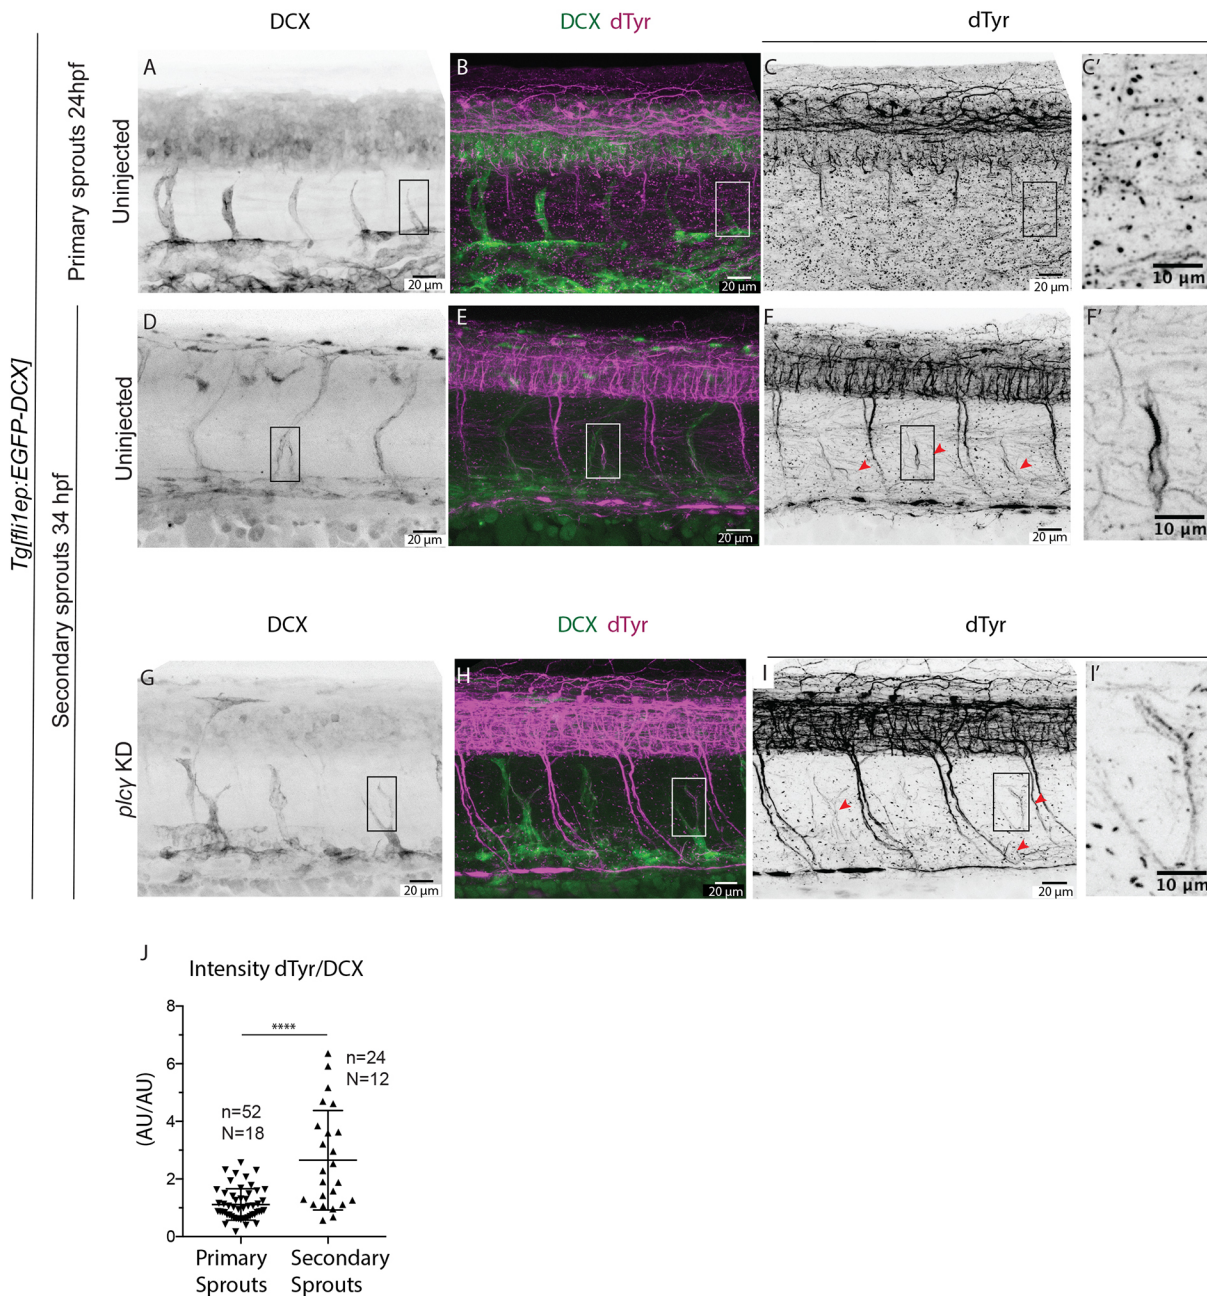 DCX
DCX dTyr
dTyr
Tg[fli1ep:EGFP-DCX]
Primary sprouts 24hpf
Uninjected
A
20 µm
B
20 µm
C
20 µm
C’
10 µm
Secondary sprouts 34 hpf
Uninjected
D
20 µm
E
20 µm
F
20 µm
F’
10 µm
DCX
DCX dTyr
dTyr
plcγ KD
G
20 µm
H
20 µm
I
20 µm
I’
10 µm
J
Intensity dTyr/DCX
(AU/AU)
8
6
4
2
0
****
n=24
N=12
n=52
N=18
Primary
Sprouts
Secondary
Sprouts